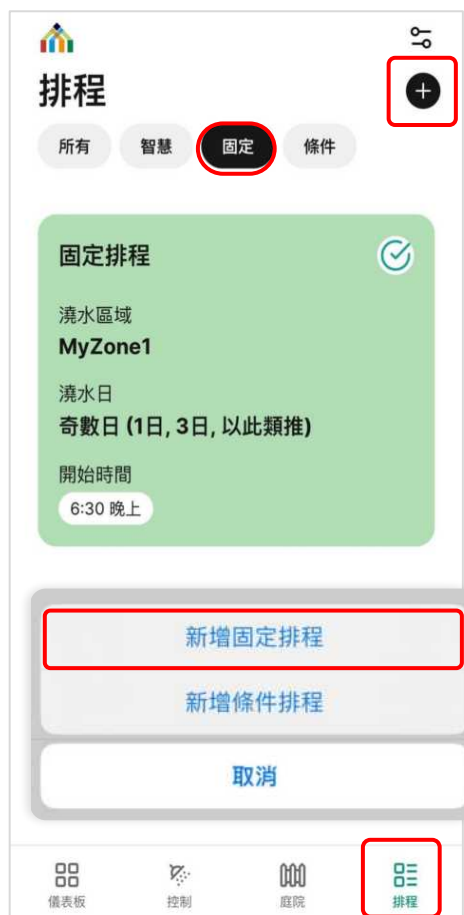 排程
所有 智慧 固定 條件
固定排程
澆水區域
MyZone1
澆水日
奇數日 (1日, 3日, 以此類推)
開始時間
6:30 晚上
新增固定排程
新增條件排程
取消
儀表板 控制 庭院 排程